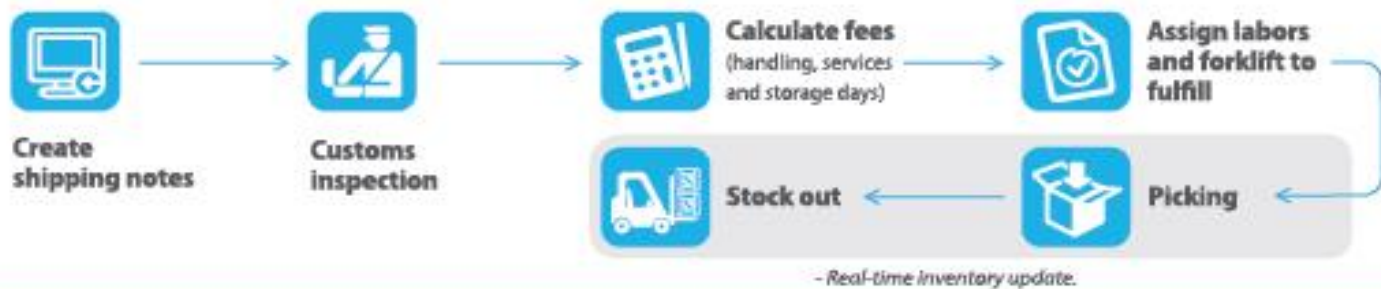 Create
shipping notes
Customs
inspection
Calculate fees
(handling, services
and storage days)
Assign labors
and forklift to
fulfill
Picking
Stock out
- Real-time inventory update.